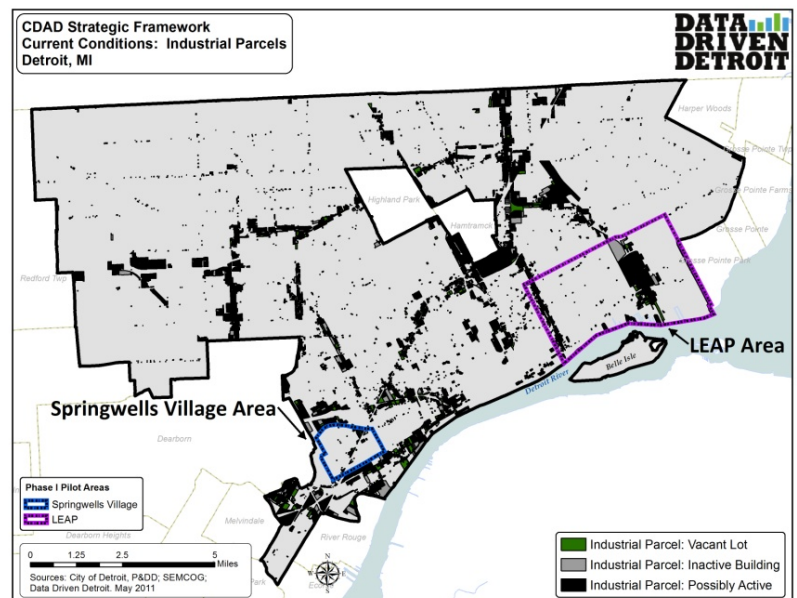 CDAD Strategic Framework
Current Conditions: Industrial Parcels
Detroit, MI
DATA
DRIVEN
DETROIT
Harper Woods
Grosse Pointe Twp
Grosse Pointe Farms
Grosse Pointe
Grosse Pointe Park
Highland Park
Hamtramck
Redford Twp
LEAP Area
Belle Isle
Detroit River
Springwells Village Area
Dearborn
Phase I Pilot Areas
Springwells Village
LEAP
Melvindale
Dearborn Heights
River Rouge
Park
0 1.25 2.5 5
Miles
Sources: City of Detroit, P&DD; SEMCOG;
Data Driven Detroit. May 2011
N
W E
S
Industrial Parcel: Vacant Lot
Industrial Parcel: Inactive Building
Industrial Parcel: Possibly Active